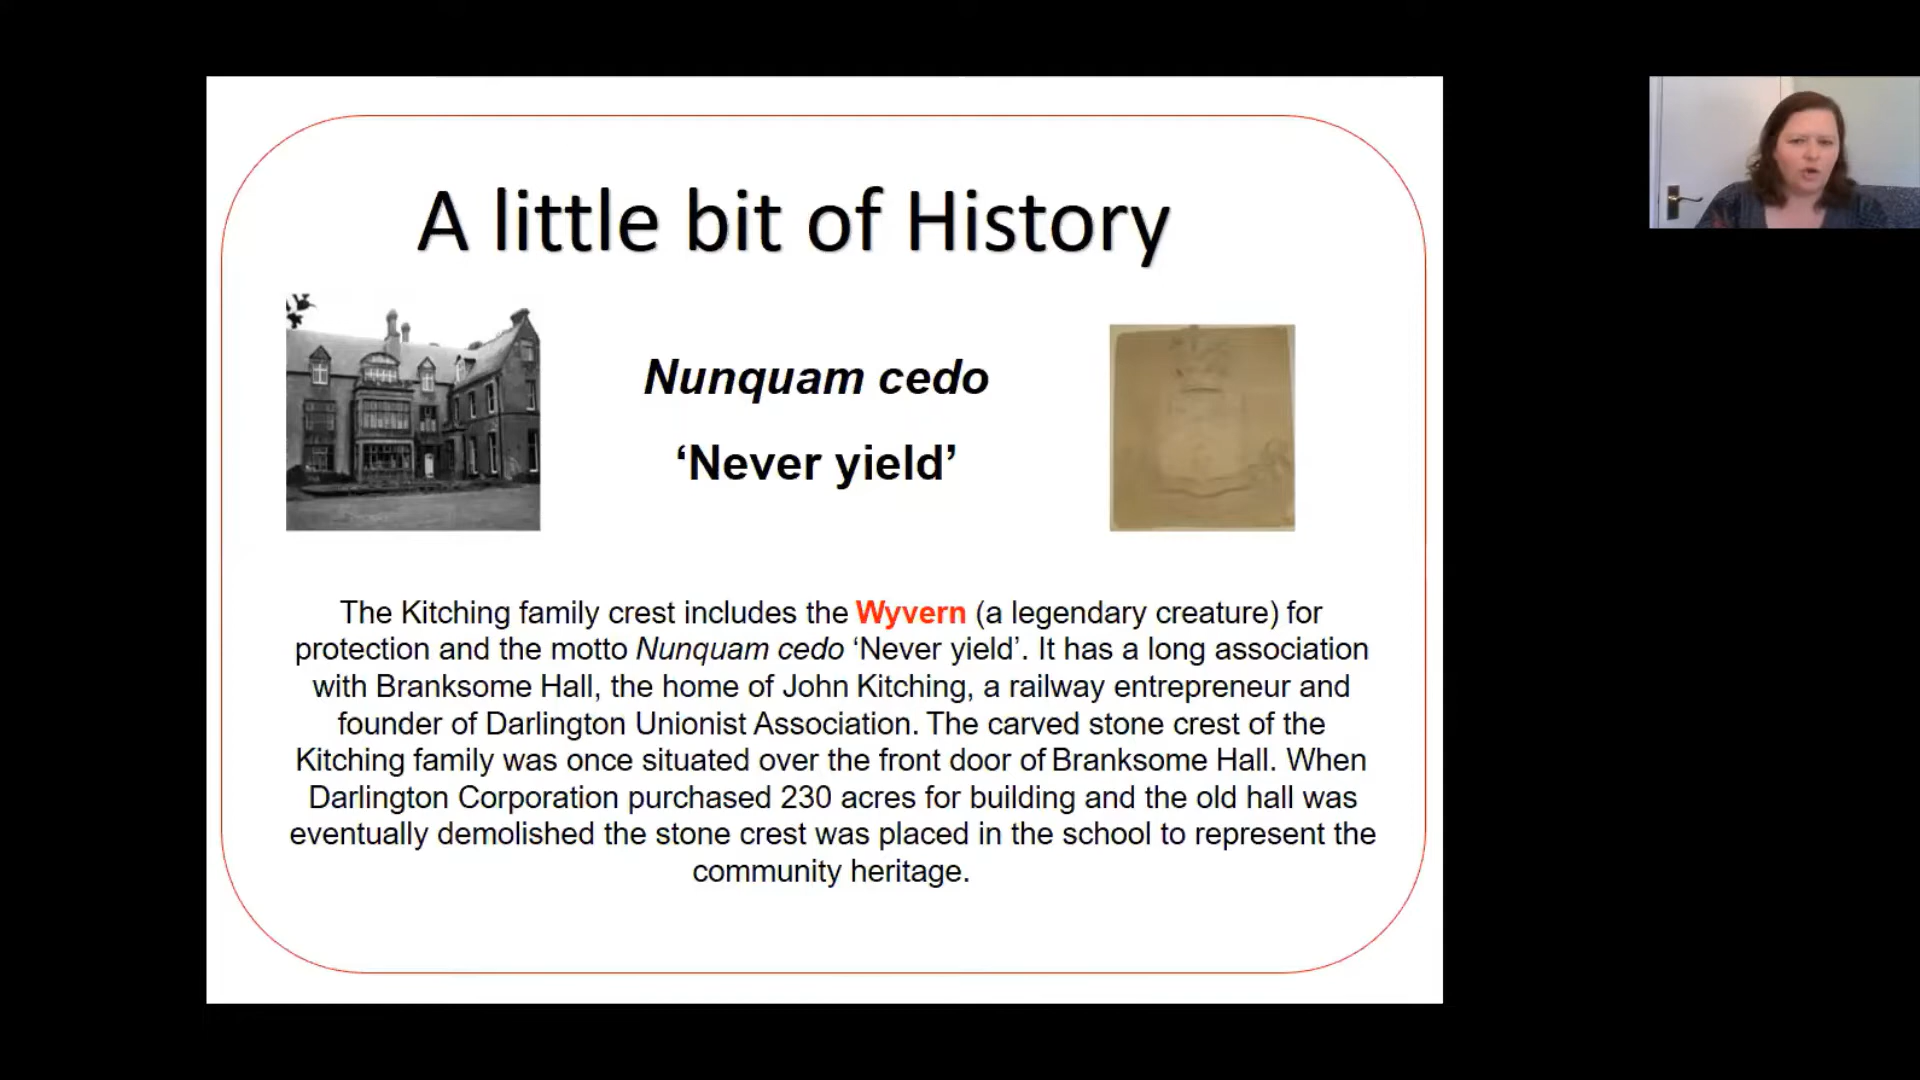 A little bit of History
Nunquam cedo
‘Never yield’
The Kitching family crest includes the Wyvern (a legendary creature) for
protection and the motto Nunquam cedo ‘Never yield’. It has a long association
with Branksome Hall, the home of John Kitching, a railway entrepreneur and
founder of Darlington Unionist Association. The carved stone crest of the
Kitching family was once situated over the front door of Branksome Hall. When
Darlington Corporation purchased 230 acres for building and the old hall was
eventually demolished the stone crest was placed in the school to represent the
community heritage.